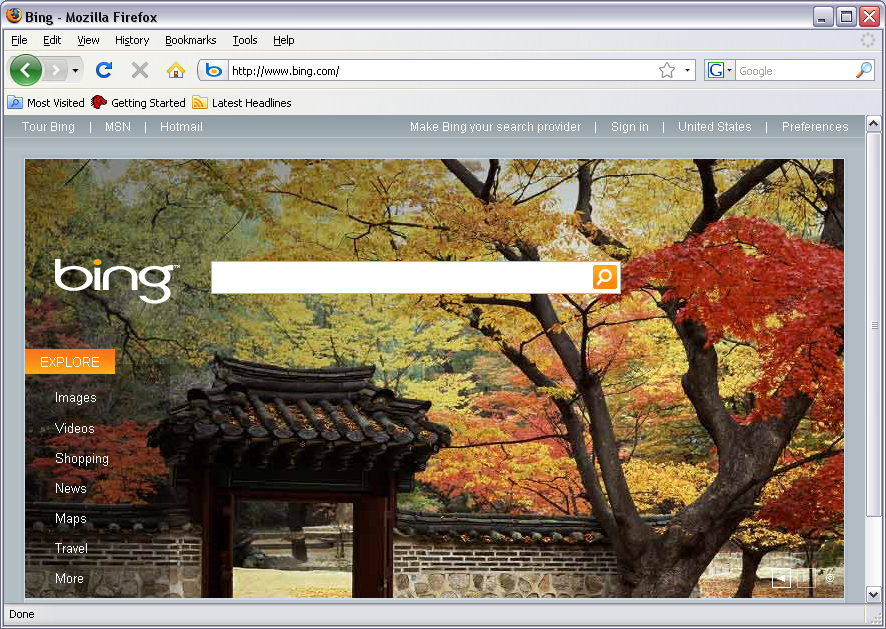 Bing - Mozilla Firefox
File Edit View History Bookmarks Tools Help
http://www.bing.com/ Google
Most Visited Getting Started Latest Headlines
Tour Bing | MSN | Hotmail Make Bing your search provider | Sign in | United States | Preferences
bing™
EXPLORE
Images
Videos
Shopping
News
Maps
Travel
More
©
Done